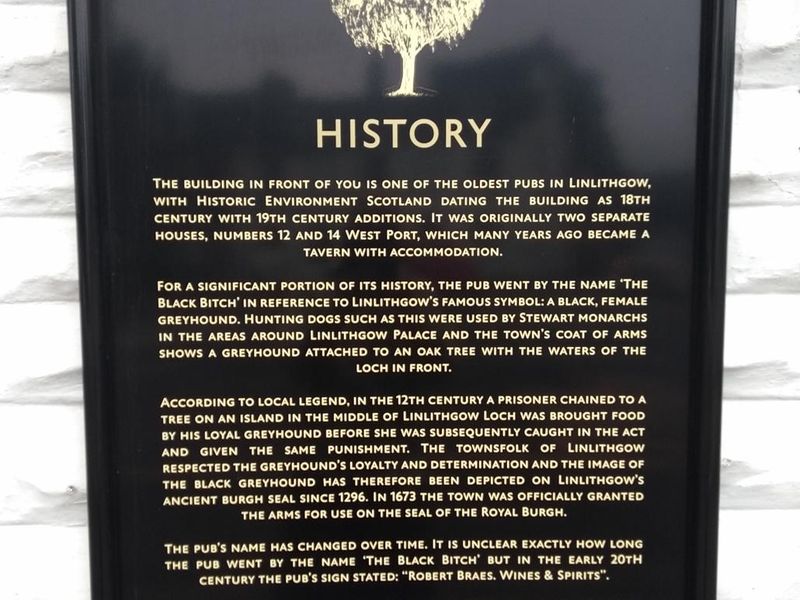 HISTORY
THE BUILDING IN FRONT OF YOU IS ONE OF THE OLDEST PUBS IN LINLITHGOW,
WITH HISTORIC ENVIRONMENT SCOTLAND DATING THE BUILDING AS 18TH
CENTURY WITH 19TH CENTURY ADDITIONS. IT WAS ORIGINALLY TWO SEPARATE
HOUSES, NUMBERS 12 AND 14 WEST PORT, WHICH MANY YEARS AGO BECAME A
TAVERN WITH ACCOMMODATION.
FOR A SIGNIFICANT PORTION OF ITS HISTORY, THE PUB WENT BY THE NAME ‘THE
BLACK BITCH’ IN REFERENCE TO LINLITHGOW’S FAMOUS SYMBOL: A BLACK, FEMALE
GREYHOUND. HUNTING DOGS SUCH AS THIS WERE USED BY STEWART MONARCHS
IN THE AREAS AROUND LINLITHGOW PALACE AND THE TOWN’S COAT OF ARMS
SHOWS A GREYHOUND ATTACHED TO AN OAK TREE WITH THE WATERS OF THE
LOCH IN FRONT.
ACCORDING TO LOCAL LEGEND, IN THE 12TH CENTURY A PRISONER CHAINED TO A
TREE ON AN ISLAND IN THE MIDDLE OF LINLITHGOW LOCH WAS BROUGHT FOOD
BY HIS LOYAL GREYHOUND BEFORE SHE WAS SUBSEQUENTLY CAUGHT IN THE ACT
AND GIVEN THE SAME PUNISHMENT. THE TOWNSFOLK OF LINLITHGOW
RESPECTED THE GREYHOUND’S LOYALTY AND DETERMINATION AND THE IMAGE OF
THE BLACK GREYHOUND HAS THEREFORE BEEN DEPICTED ON LINLITHGOW’S
ANCIENT BURGH SEAL SINCE 1296. IN 1673 THE TOWN WAS OFFICIALLY GRANTED
THE ARMS FOR USE ON THE SEAL OF THE ROYAL BURGH.
THE PUB’S NAME HAS CHANGED OVER TIME. IT IS UNCLEAR EXACTLY HOW LONG
THE PUB WENT BY THE NAME ‘THE BLACK BITCH’ BUT IN THE EARLY 20TH
CENTURY THE PUB’S SIGN STATED: “ROBERT BRAES. WINES & SPIRITS”.